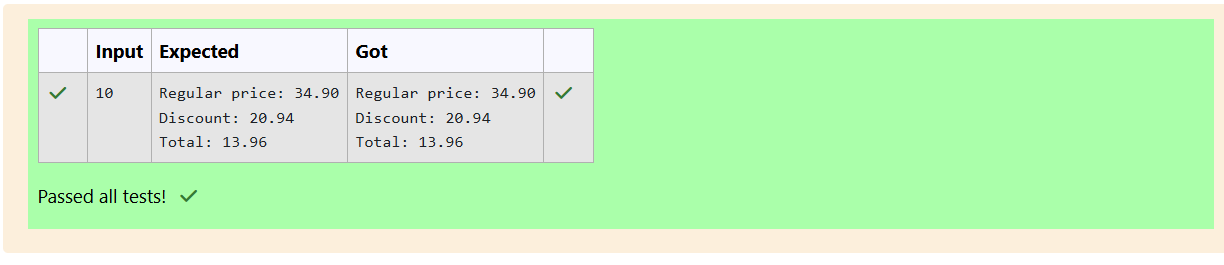 Input Expected Got
10 Regular price: 34.90 Regular price: 34.90
Discount: 20.94 Discount: 20.94
Total: 13.96 Total: 13.96
Passed all tests!